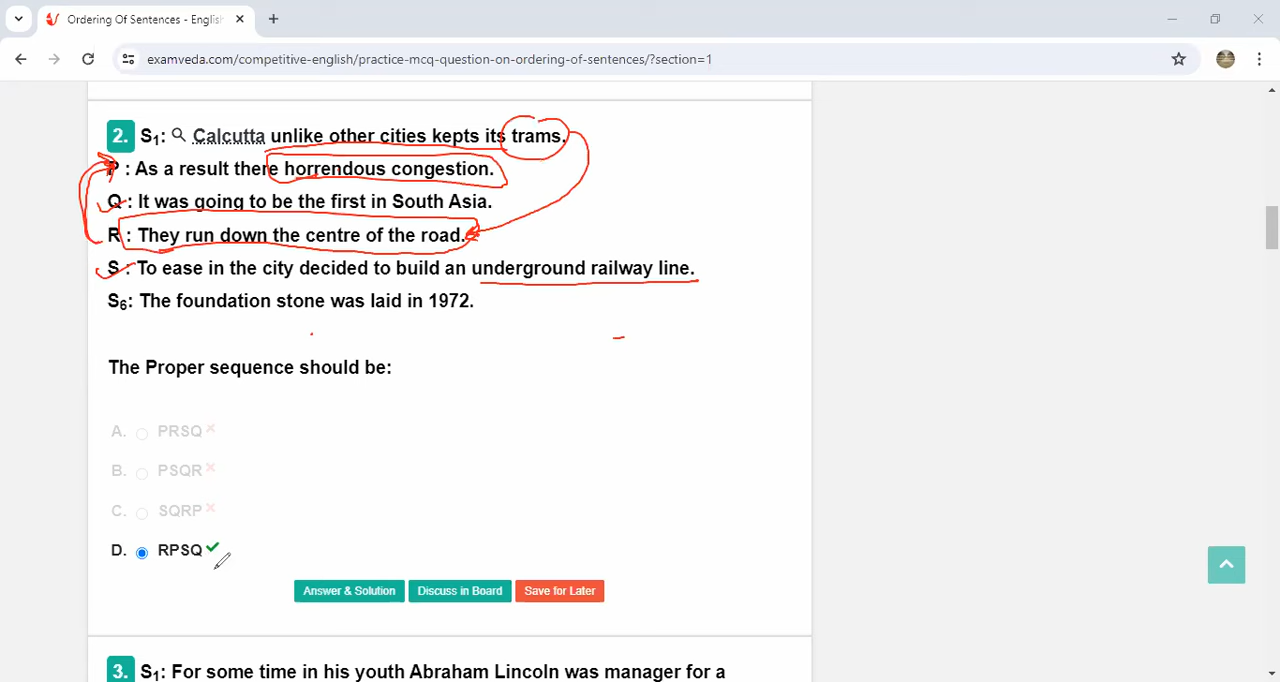 Ordering Of Sentences - Englis
examveda.com/competitive-english/practice-mcq-question-on-ordering-of-sentences/?section=1
2. S1: Calcutta unlike other cities kepts its trams.
P : As a result there horrendous congestion.
Q : It was going to be the first in South Asia.
R : They run down the centre of the road.
S : To ease in the city decided to build an underground railway line.
S6: The foundation stone was laid in 1972.
The Proper sequence should be:
A. PRSQ
B. PSQR
C. SQRP
D. RPSQ
Answer & Solution Discuss in Board Save for Later
3. S1: For some time in his youth Abraham Lincoln was manager for a